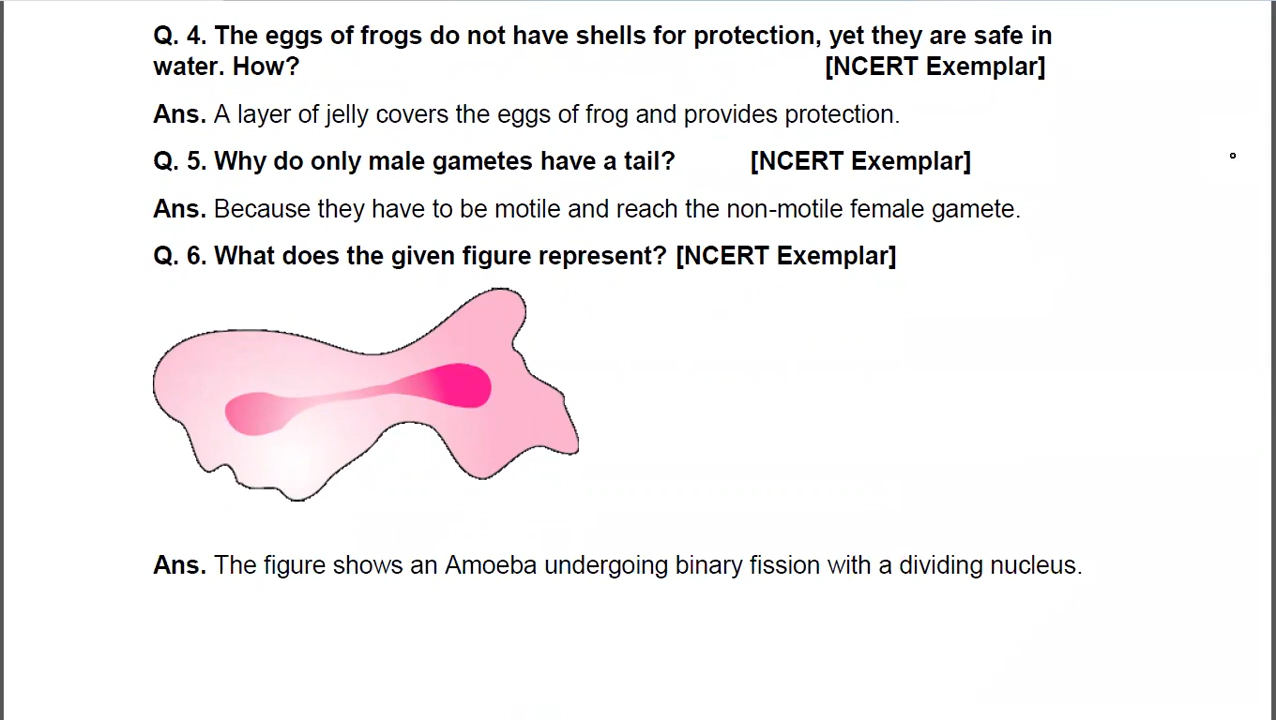 Q. 4. The eggs of frogs do not have shells for protection, yet they are safe in
water. How? [NCERT Exemplar]
Ans. A layer of jelly covers the eggs of frog and provides protection.
Q. 5. Why do only male gametes have a tail? [NCERT Exemplar]
Ans. Because they have to be motile and reach the non-motile female gamete.
Q. 6. What does the given figure represent? [NCERT Exemplar]
Ans. The figure shows an Amoeba undergoing binary fission with a dividing nucleus.